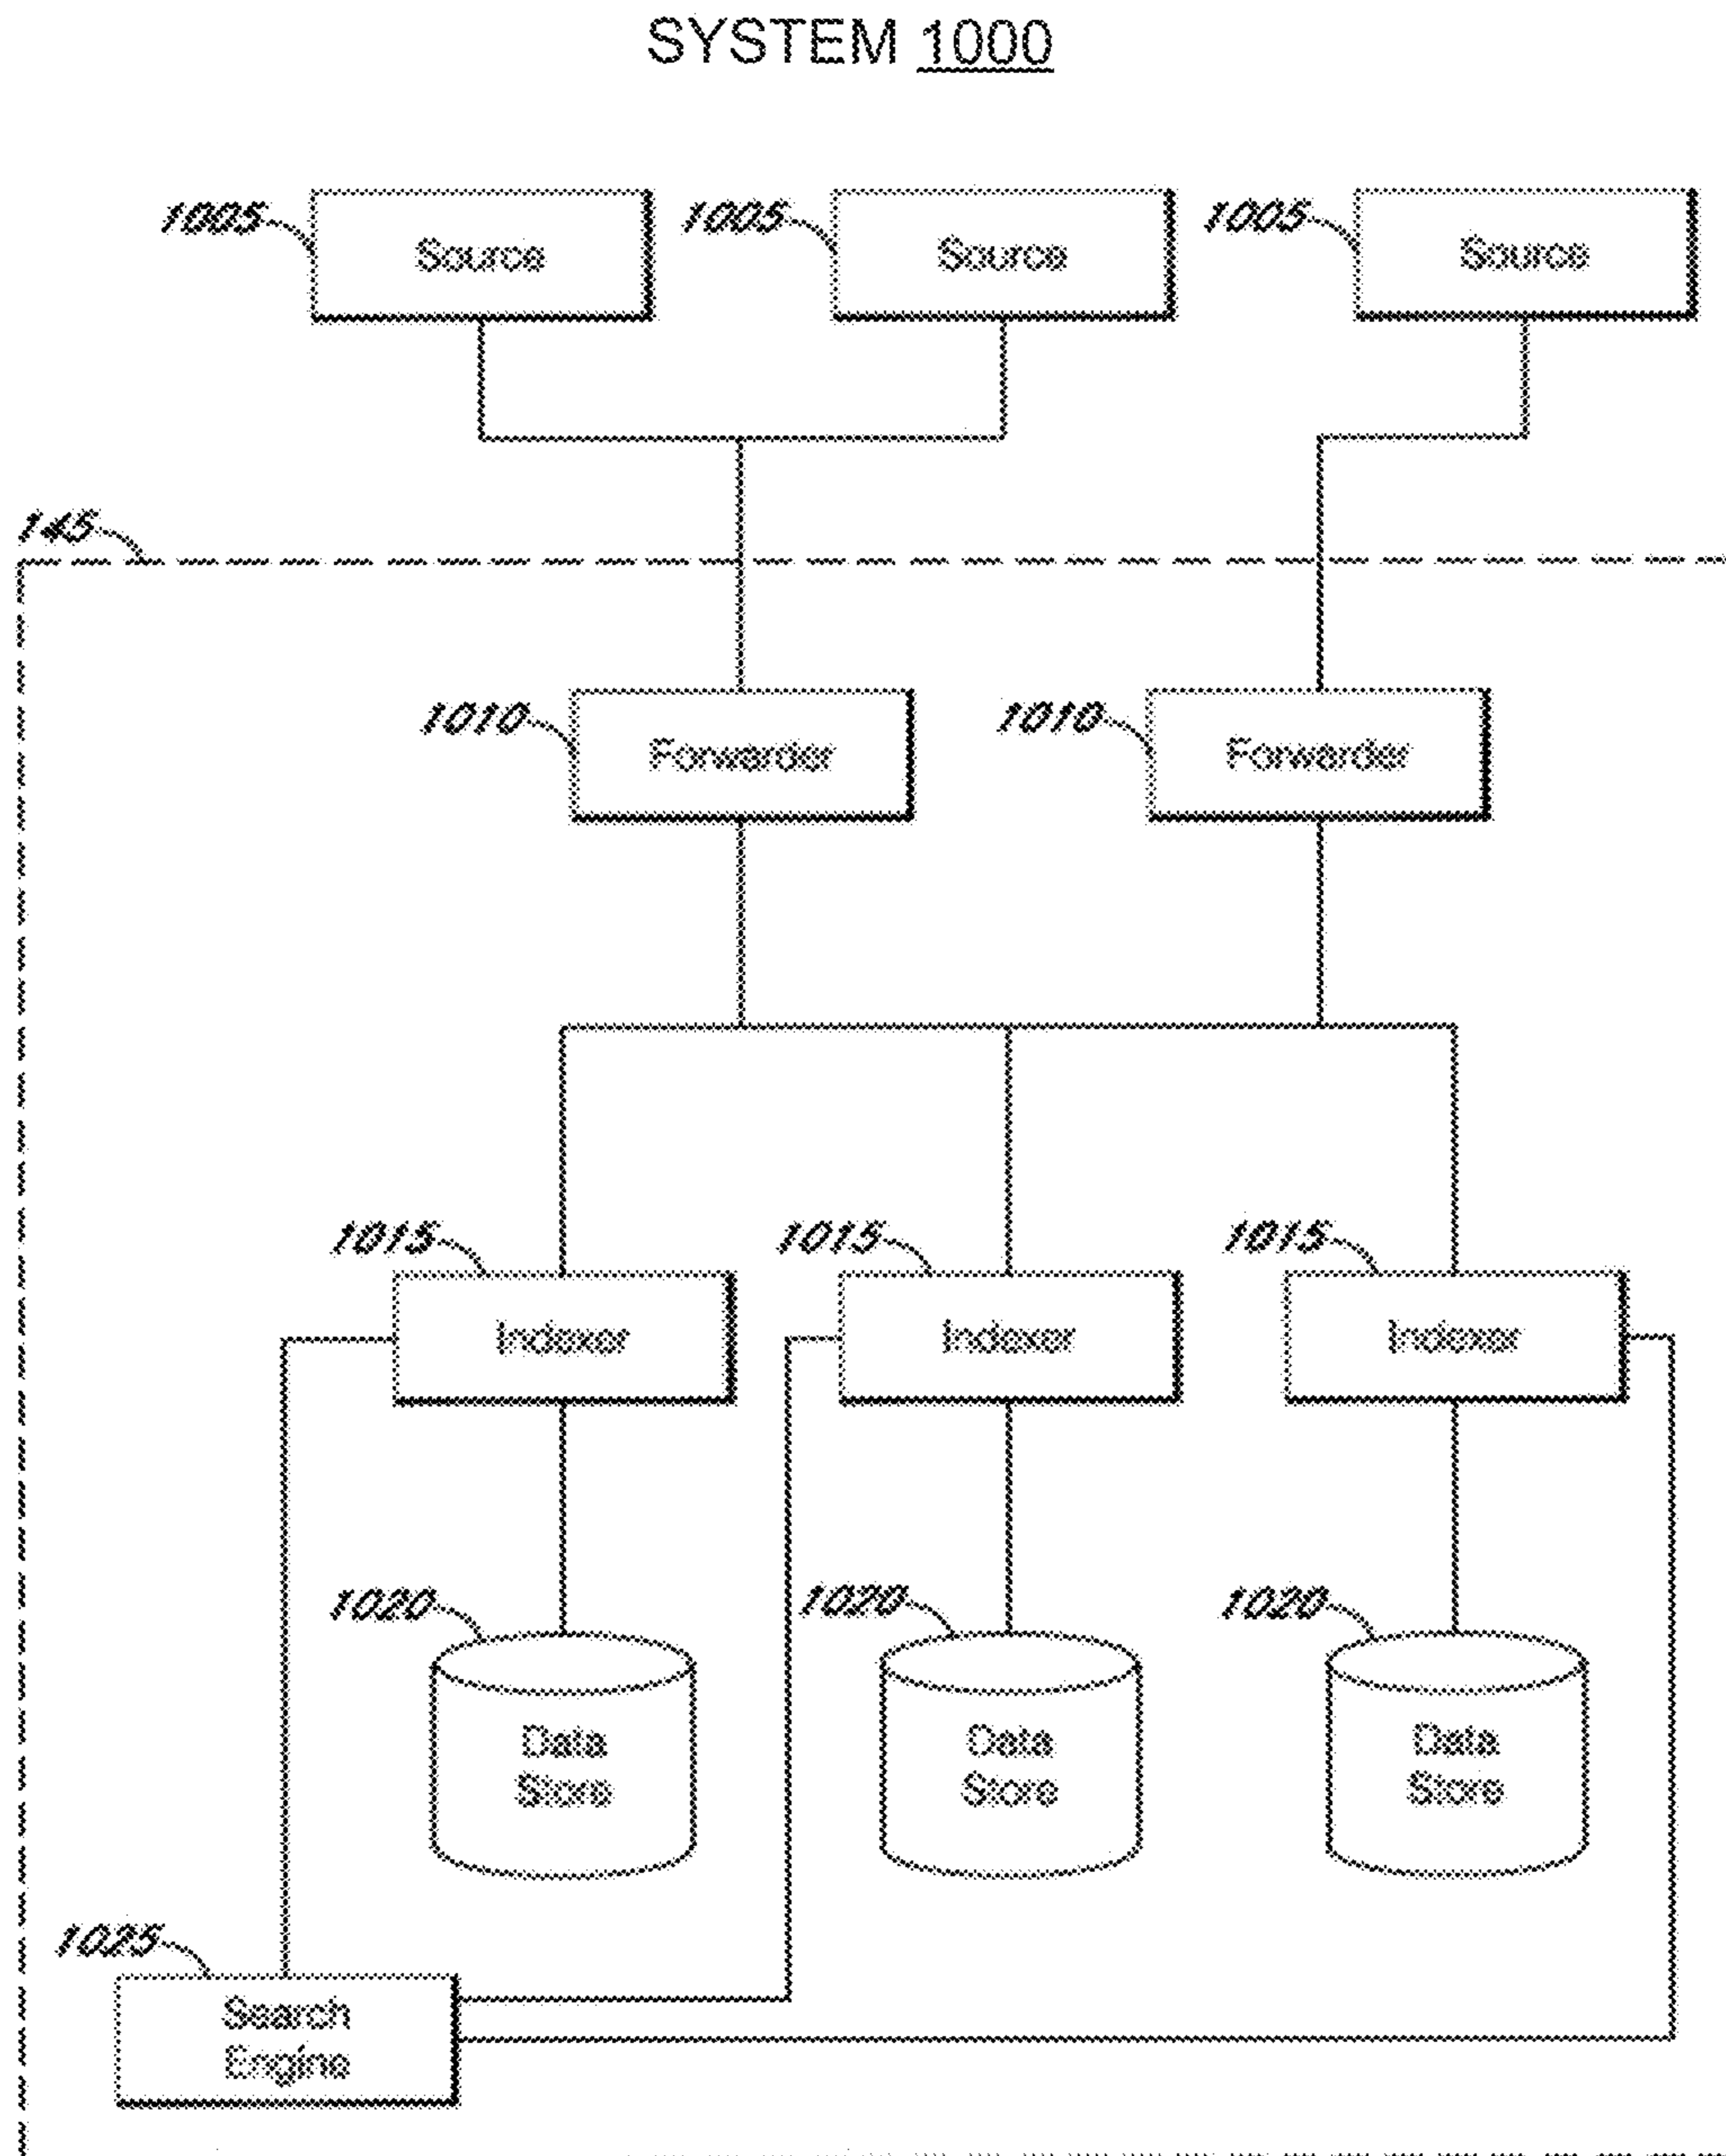 SYSTEM 1000
1005
Source
1005
Source
1005
Source
145
1010
Forwarder
1010
Forwarder
1015
Indexer
1015
Indexer
1015
Indexer
1020
Data
Store
1020
Data
Store
1020
Data
Store
1025
Search
Engine